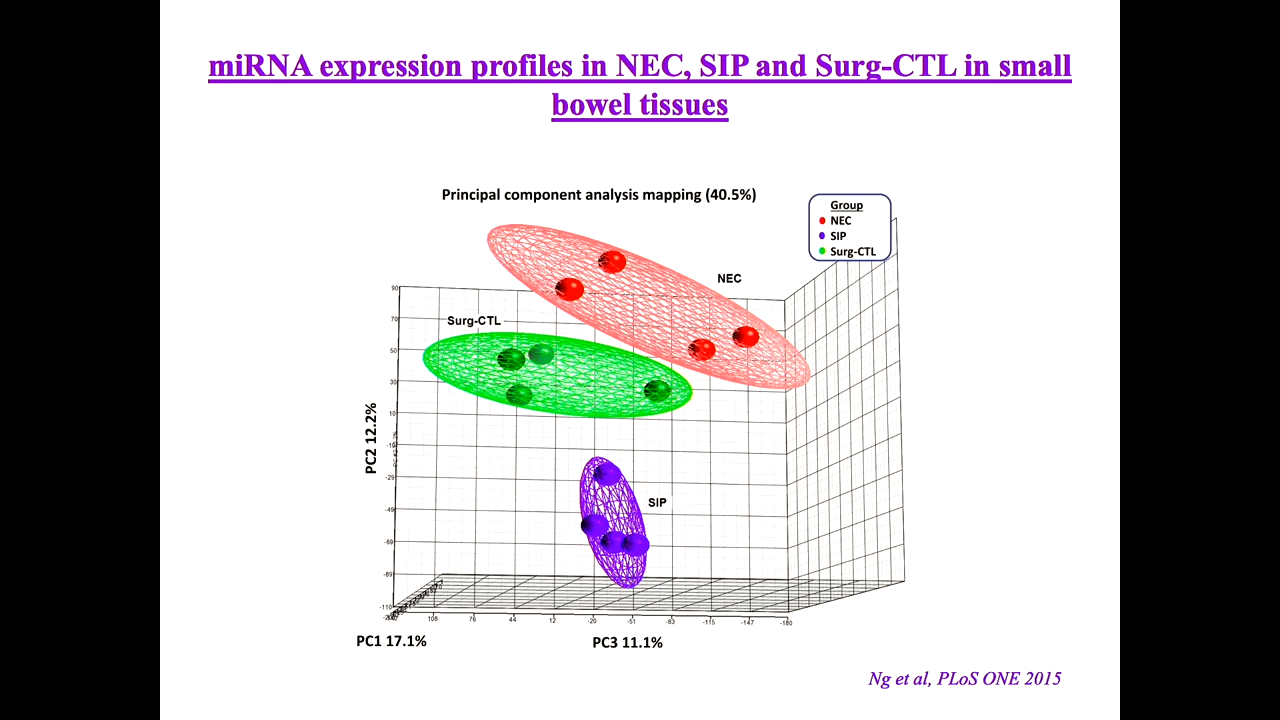 miRNA expression profiles in NEC, SIP and Surg-CTL in small
bowel tissues
Principal component analysis mapping (40.5%)
Group
NEC
SIP
Surg-CTL
NEC
Surg-CTL
SIP
90
70
50
30
10
-10
-29
-49
-69
-89
-110
108
76
44
12
-20
-51
-83
-115
-147
-180
PC2 12.2%
PC1 17.1%
PC3 11.1%
Ng et al, PLoS ONE 2015